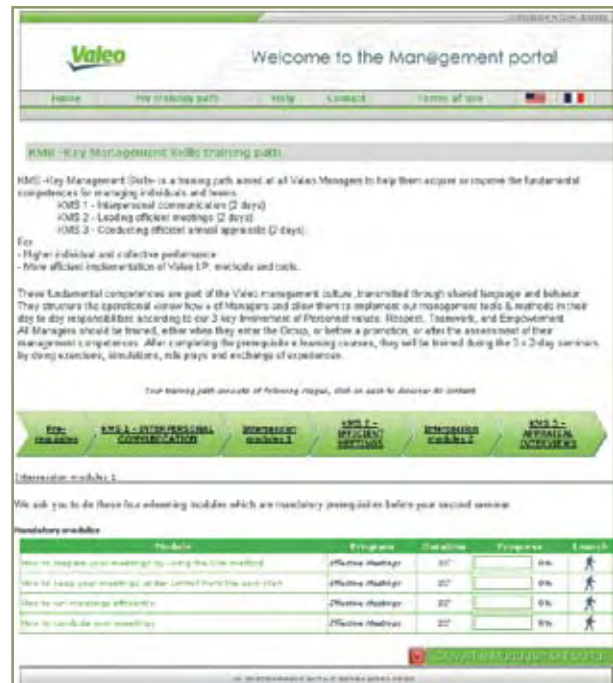 Valeo
Welcome to the Management portal
Home My training path Help Contact Terms of use
KMS -Key Management Skills training path
KMS -Key Management Skills- is a training path aimed at all Valeo Managers to help them acquire or improve the fundamental
competences for managing individuals and teams
KMS 1 - Interpersonal communication (2 days)
KMS 2 - Leading efficient meetings (2 days)
KMS 3 - Conducting efficient annual appraisals (2 days).
For
- Higher individual and collective performance
- More efficient implementation of Valeo I.P., methods and tools.
These fundamental competences are part of the Valeo management culture, transmitted through shared language and behavior
They structure the operational know how of Managers and allow them to implement our management tools & methods in their
day to day responsibilities according to our 3 key Involvement of Personnel values: Respect, Teamwork, and Empowerment
All Managers should be trained, either when they enter the Group, or before a promotion, or after the assessment of their
management competences. After completing the prerequisite e learning courses, they will be trained during the 3 x 2-day seminars
by doing exercises, simulations, role plays and exchange of experiences.
Your training path consists of following stages, click on each to discover its content
Pre-requisites
KMS 1 - INTERPERSONAL COMMUNICATION
Intersession modules 1
KMS 2 - EFFICIENT MEETINGS
Intersession modules 2
KMS 3 - APPRAISAL INTERVIEWS
Intersession modules 1
We ask you to do these four elearning modules which are mandatory prerequisites before your second seminar
Mandatory modules
Module Program Duration Progress Launch
How to prepare your meetings by using the method Effective Meetings 0%
How to keep your meetings under control from the very start Effective Meetings 0%
How to run meetings efficiently Effective Meetings 0%
How to conclude your meetings Effective Meetings 0%